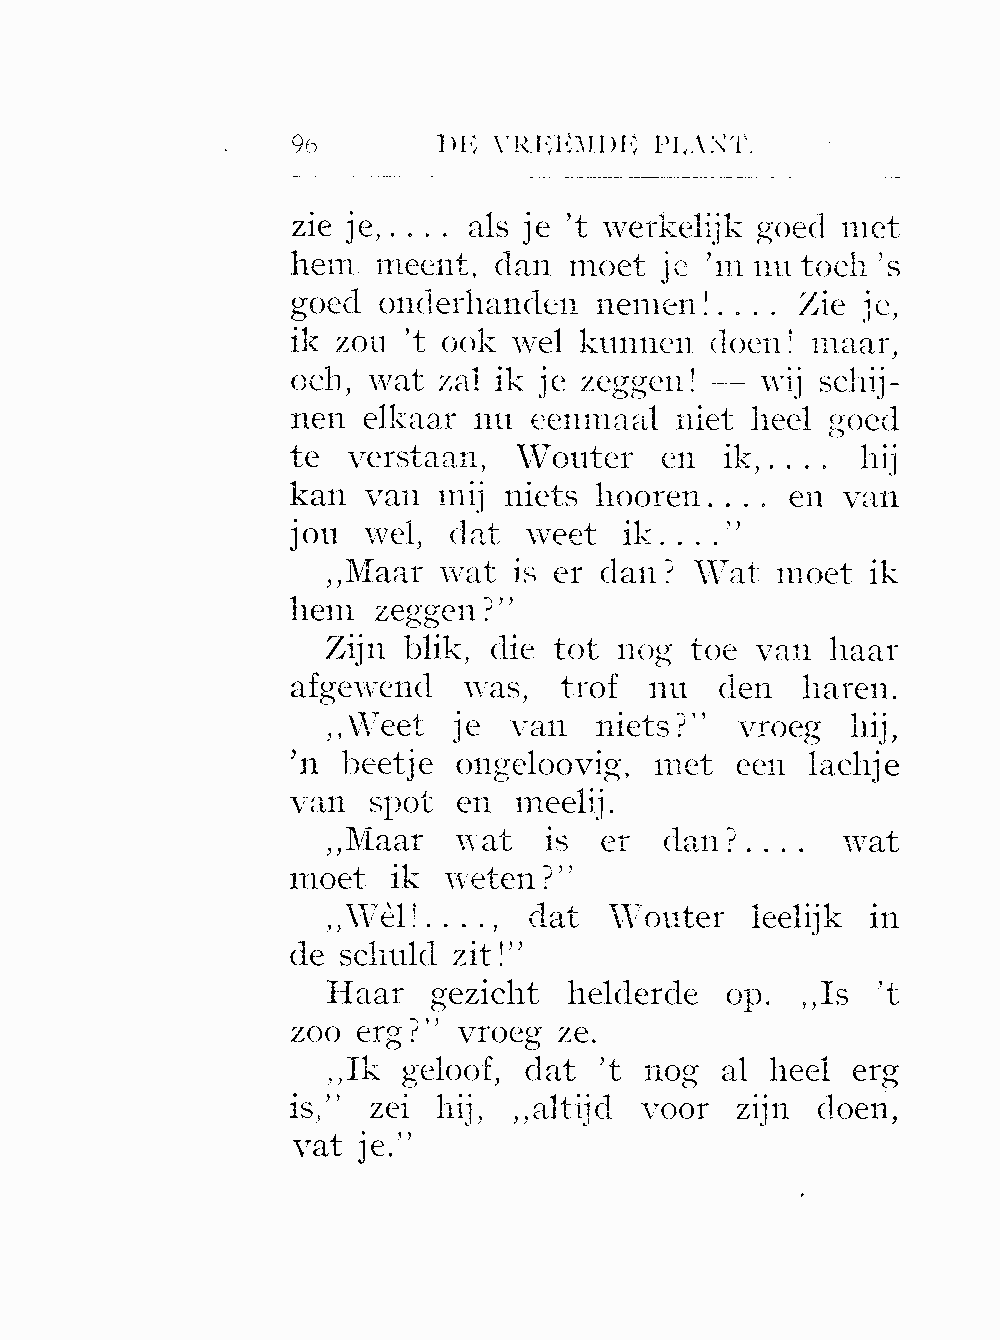 96 DE VREEMDE PLANT.
zie je,.... als je 't werkelijk goed met
hem meent, dan moet je 'm nu toch 's
goed onderhanden nemen!.... Zie je,
ik zou 't ook wel kunnen doen! maar,
och, wat zal ik je zeggen! — wij schij-
nen elkaar nu eenmaal niet heel goed
te verstaan, Wouter en ik,.... hij
kan van mij niets hooren.... en van
jou wel, dat weet ik...."
,,Maar wat is er dan? Wat moet ik
hem zeggen?"
Zijn blik, die tot nog toe van haar
afgewend was, trof nu den haren.
,,Weet je van niets?" vroeg hij,
'n beetje ongeloovig, met een lachje
van spot en meelij.
,,Maar wat is er dan?.... wat
moet ik weten?"
,,Wèl!...., dat Wouter leelijk in
de schuld zit!"
Haar gezicht helderde op. ,,Is 't
zoo erg?" vroeg ze.
,,Ik geloof, dat 't nog al heel erg
is," zei hij, ,,altijd voor zijn doen,
vat je."